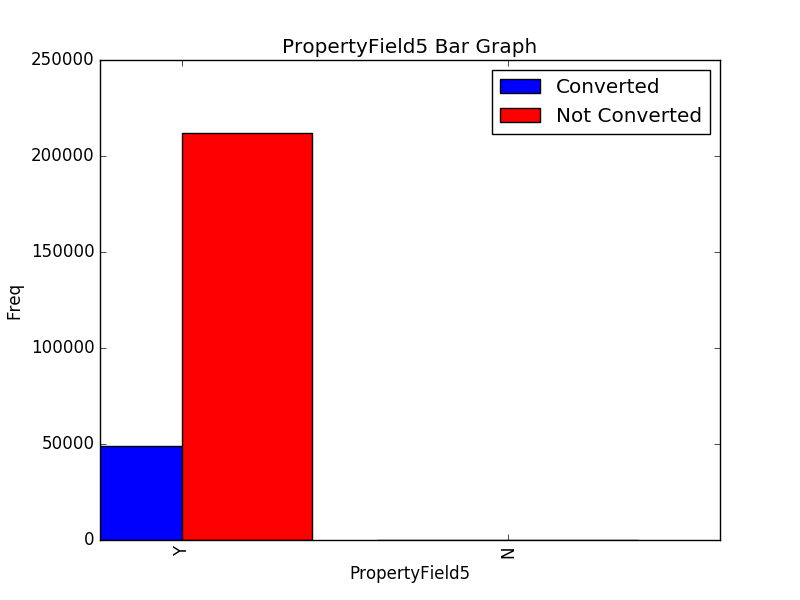 PropertyField5 Bar Graph
Converted
Not Converted
250000
200000
150000
100000
50000
0
Freq
Y
N
PropertyField5